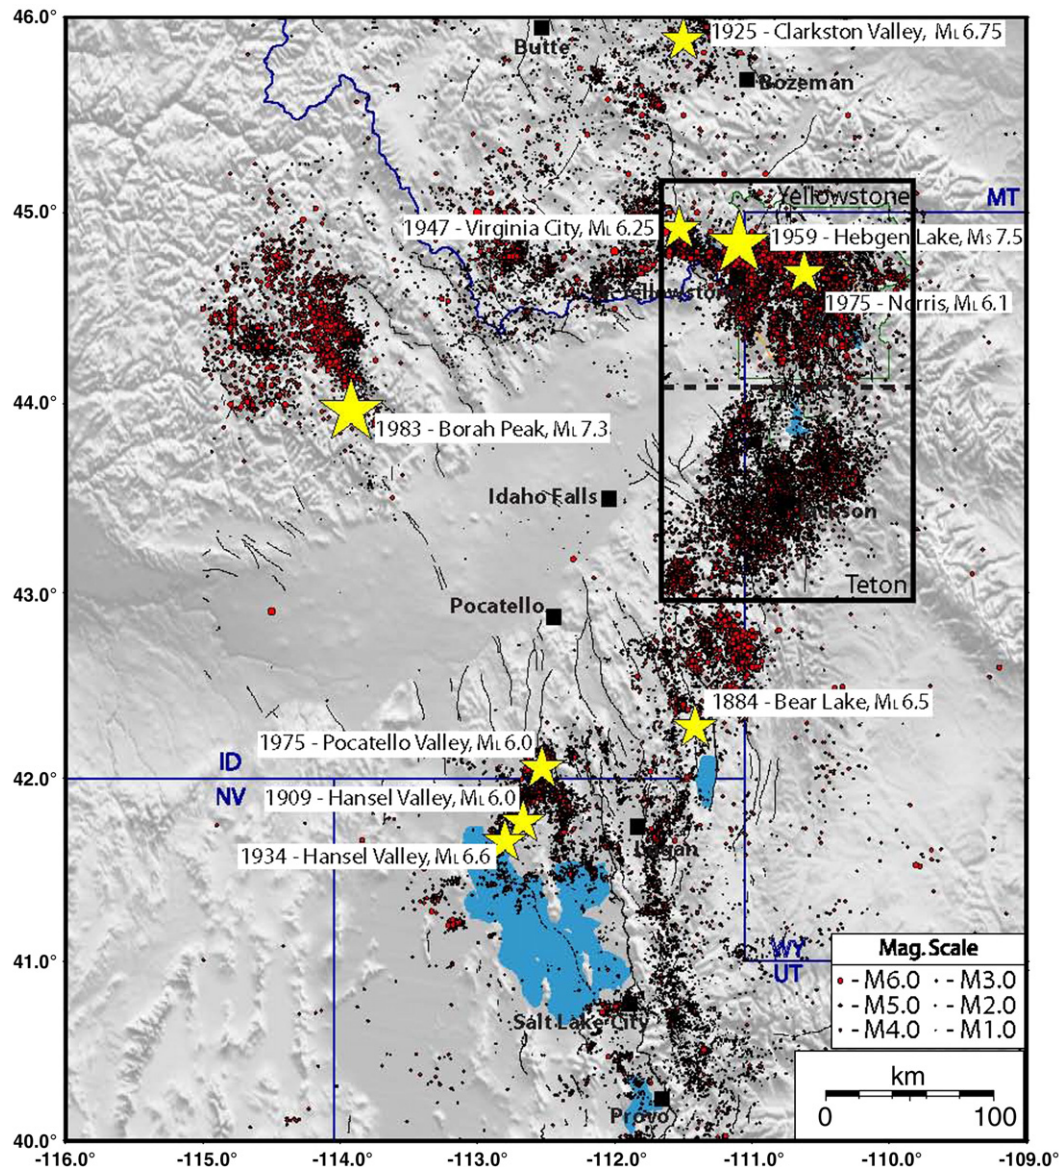 46.0°
1925 - Clarkston Valley, ML 6.75
Butte
Bozeman
Yellowstone
45.0°
MT
1947 - Virginia City, ML 6.25
1959 - Hebgen Lake, Ms 7.5
Yellowstone
1975 - Norris, ML 6.1
44.0°
1983 - Borah Peak, ML 7.3
Idaho Falls
Jackson
43.0°
Teton
Pocatello
1884 - Bear Lake, ML 6.5
1975 - Pocatello Valley, ML 6.0
ID
42.0°
NV
1909 - Hansel Valley, ML 6.0
Logan
1934 - Hansel Valley, ML 6.6
41.0°
WY
UT
Mag. Scale
- M6.0 - M3.0
- M5.0 - M2.0
- M4.0 - M1.0
Salt Lake City
km
0 100
Provo
40.0°
-116.0° -115.0° -114.0° -113.0° -112.0° -111.0° -110.0° -109.0°